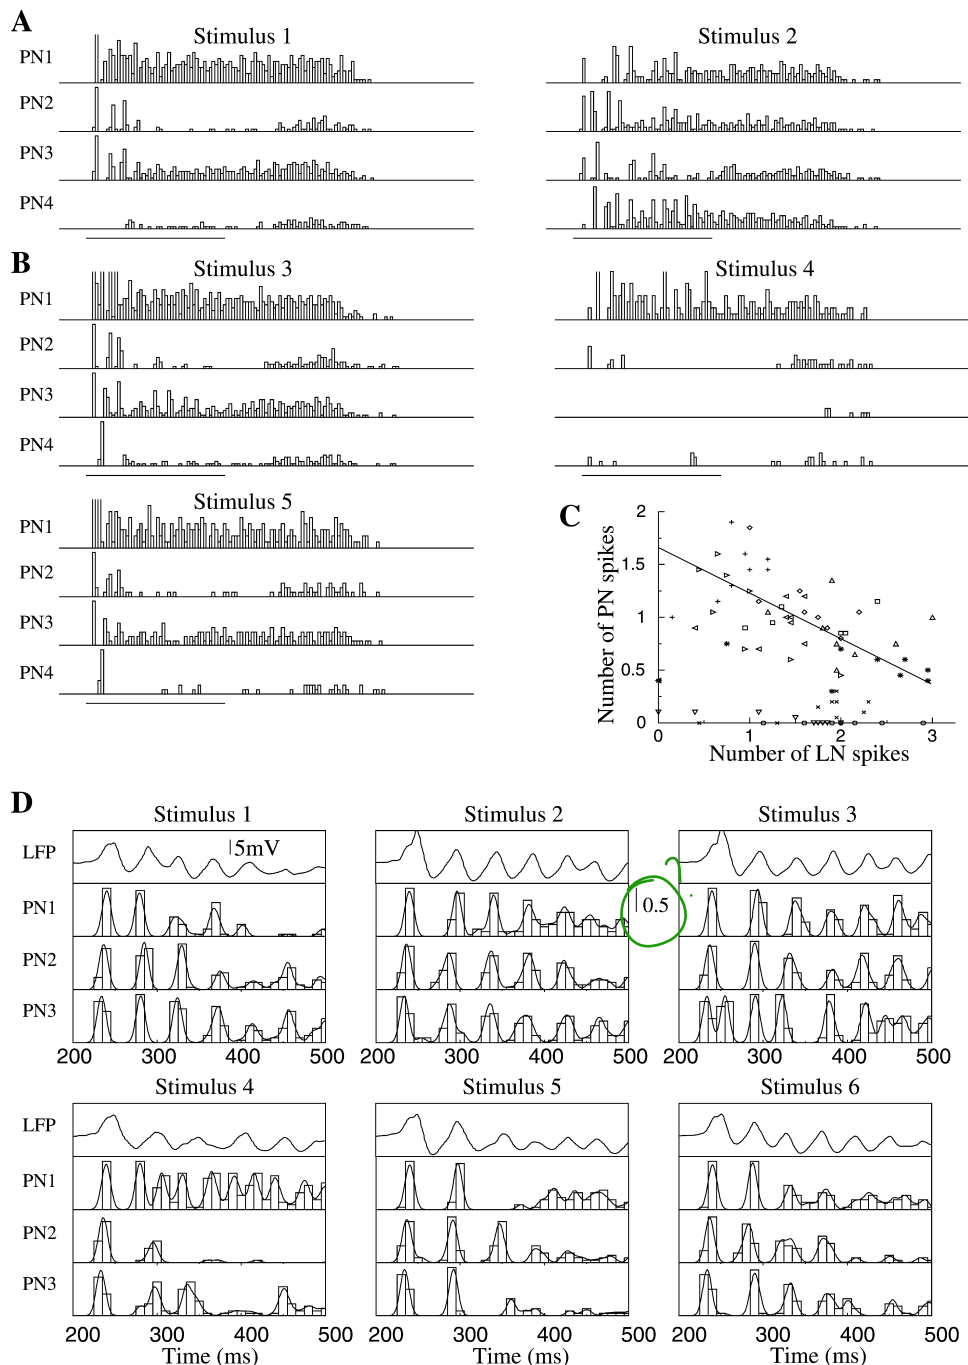 A
Stimulus 1
Stimulus 2
PN1
PN2
PN3
PN4
B
Stimulus 3
Stimulus 4
PN1
PN2
PN3
PN4
Stimulus 5
PN1
PN2
PN3
PN4
C
Number of PN spikes
2
1.5
1
0.5
0
0 1 2 3
Number of LN spikes
D
Stimulus 1
Stimulus 2
Stimulus 3
LFP
5mV
PN1
0.5
PN2
PN3
200 300 400 500
200 300 400 500
200 300 400 500
Stimulus 4
Stimulus 5
Stimulus 6
LFP
PN1
PN2
PN3
200 300 400 500
200 300 400 500
200 300 400 500
Time (ms)
Time (ms)
Time (ms)